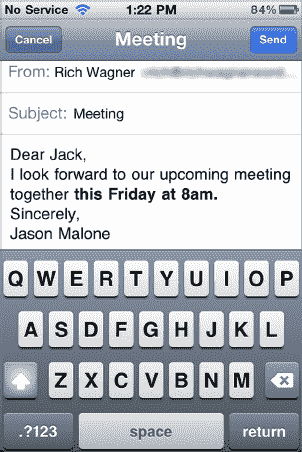 No Service 1:22 PM 84%
Cancel Meeting Send
From: Rich Wagner
Subject: Meeting
Dear Jack,
I look forward to our upcoming meeting
together this Friday at 8am.
Sincerely,
Jason Malone
Q W E R T Y U I O P
A S D F G H J K L
Z X C V B N M
.?123 space return